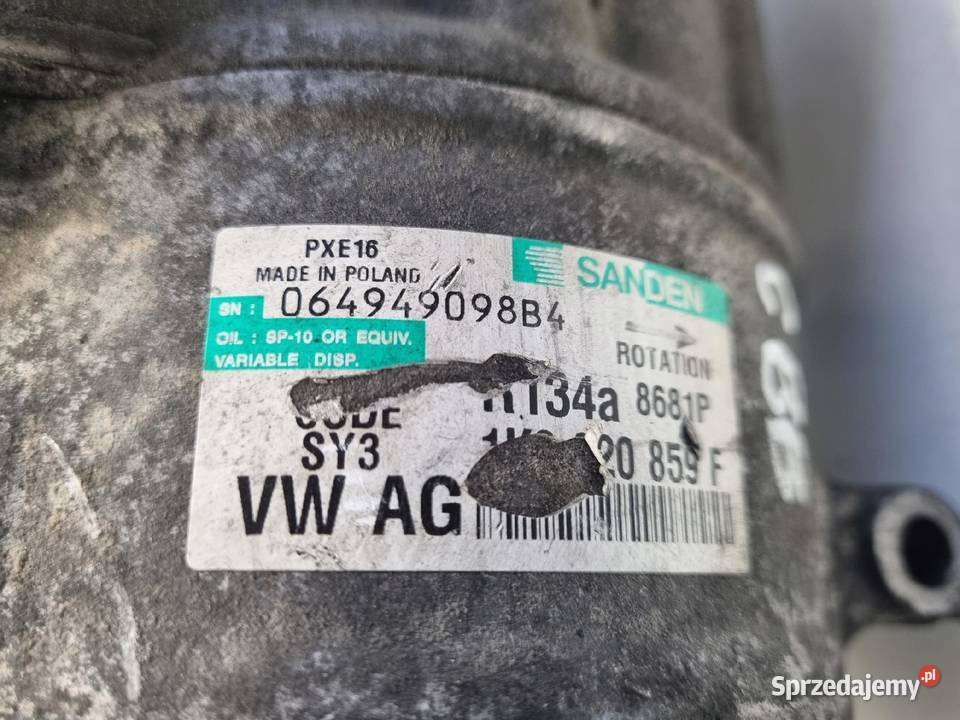 PXE16
MADE IN POLAND
SANDEN
SN : 064949098B4
OIL : SP-10 OR EQUIV.
VARIABLE DISP.
ROTATION
R134a 8681P
CODE
SY3
859 F
VW AG
Sprzedajemy.pl